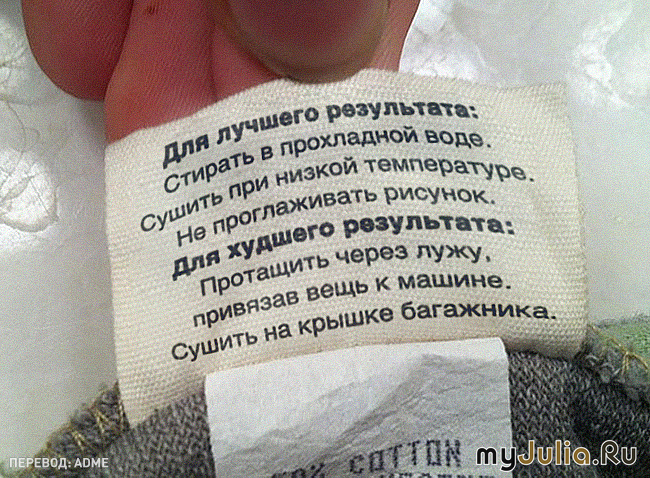 Для лучшего результата:
Стирать в прохладной воде.
Сушить при низкой температуре.
Не проглаживать рисунок.
Для худшего результата:
Протащить через лужу,
привязав вещь к машине.
Сушить на крышке багажника.
COTTON
ПЕРЕВОД: ADME
myJulia.Ru